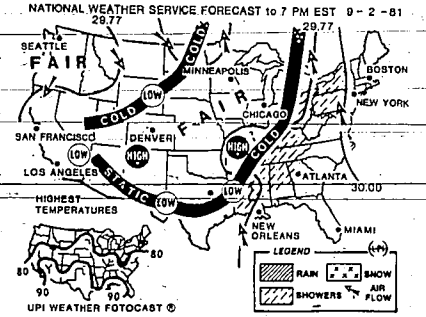 NATIONAL WEATHER SERVICE FORECAST to 7 PM EST 9-2-81
29.77
29.77
SEATTLE
FAIR
COLD
MINNEAPOLIS
BOSTON
NEW YORK
LOW
COLD
FAIR
CHICAGO
SAN FRANCISCO
DENVER
COLD
LOW
HIGH
HIGH
LOS ANGELES
STATIC
LOW
ATLANTA
30.00
HIGHEST
TEMPERATURES
LOW
NEW
ORLEANS
MIAMI
LEGEND
RAIN
SNOW
SHOWERS
AIR
FLOW
80
80
90
90
UPI WEATHER FOTOCAST ®